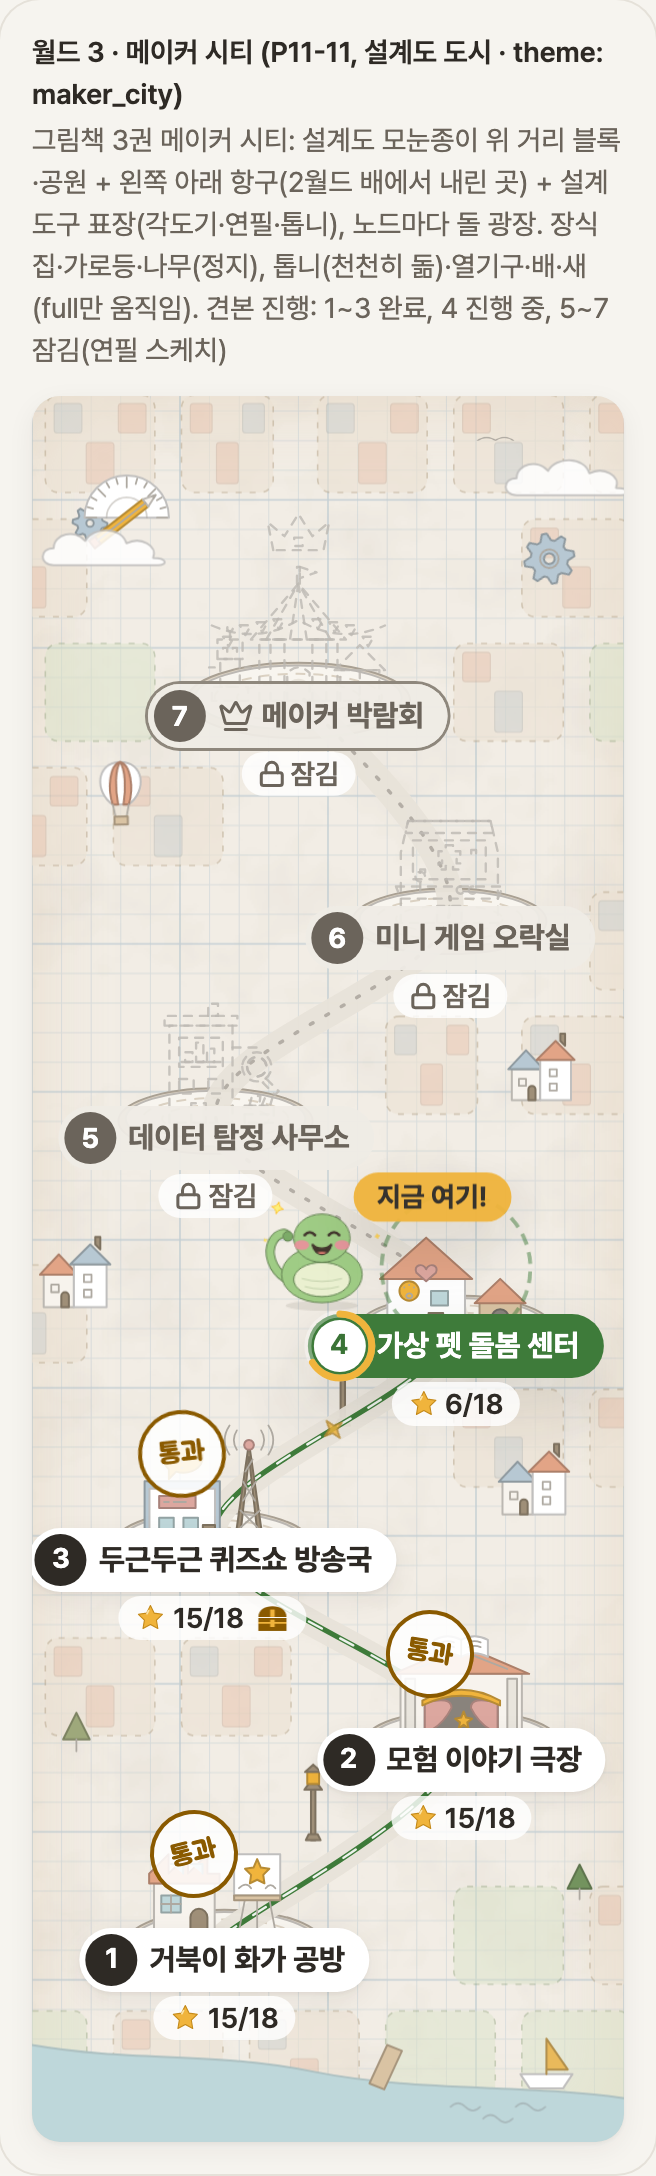 월드 3 · 메이커 시티 (P11-11, 설계도 도시 · theme:
maker_city)
그림책 3권 메이커 시티: 설계도 모눈종이 위 거리 블록
·공원 + 왼쪽 아래 항구(2월드 배에서 내린 곳) + 설계
도구 표장(각도기·연필·톱니), 노드마다 돌 광장. 장식
집·가로등·나무(정지), 톱니(천천히 돎)·열기구·배·새
(full만 움직임). 견본 진행: 1~3 완료, 4 진행 중, 5~7
잠김(연필 스케치)
7 메이커 박람회
잠김
6 미니 게임 오락실
잠김
5 데이터 탐정 사무소
잠김
지금 여기!
4 가상 펫 돌봄 센터
6/18
통과
3 두근두근 퀴즈쇼 방송국
15/18
통과
2 모험 이야기 극장
15/18
통과
1 거북이 화가 공방
15/18